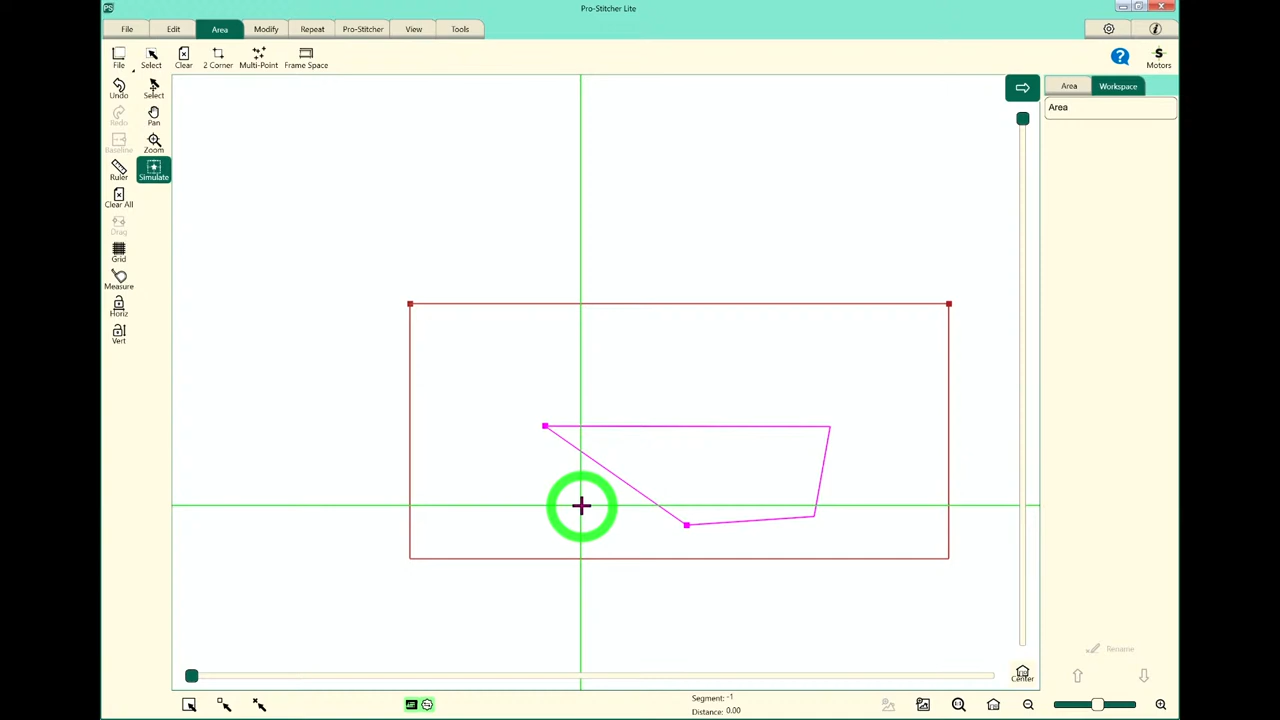 PS Pro-Stitcher Lite
File Edit Area Modify Repeat Pro-Stitcher View Tools
File Select Clear 2 Corner Multi-Point Frame Space Motors
Undo Select
Redo Pan
Baseline Zoom
Ruler Simulate
Clear All
Drag
Grid
Measure
Horiz
Vert
Area Workspace
Area
Rename
Center
Segment: -1
Distance: 0.00